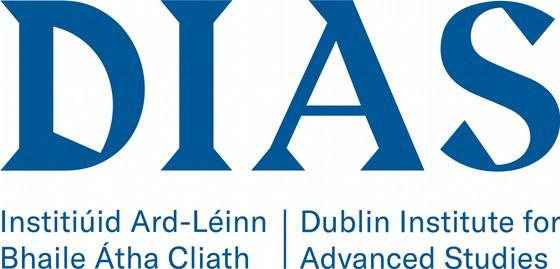 DIAS
Institiúid Ard-Léinn
Bhaile Átha Cliath
Dublin Institute for
Advanced Studies